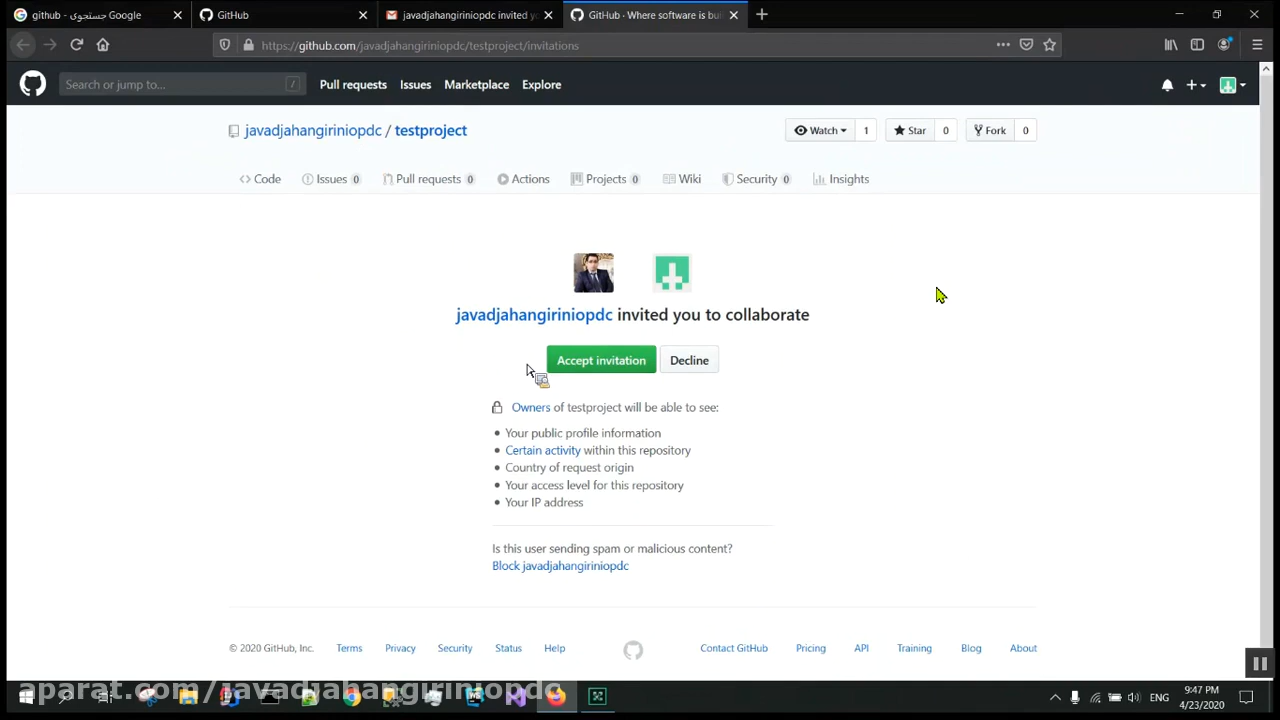 github - جستجوی Google
GitHub
javadjahangiriniopdc invited yo
GitHub · Where software is bui
https://github.com/javadjahangiriniopdc/testproject/invitations
Search or jump to...
/
Pull requests
Issues
Marketplace
Explore
javadjahangiriniopdc / testproject
Watch 1
Star 0
Fork 0
Code
Issues 0
Pull requests 0
Actions
Projects 0
Wiki
Security 0
Insights
javadjahangiriniopdc invited you to collaborate
Accept invitation
Decline
Owners of testproject will be able to see:
• Your public profile information
• Certain activity within this repository
• Country of request origin
• Your access level for this repository
• Your IP address
Is this user sending spam or malicious content?
Block javadjahangiriniopdc
© 2020 GitHub, Inc. Terms Privacy Security Status Help Contact GitHub Pricing API Training Blog About
aparat.com/javadjahangiriniopdc
ENG
9:47 PM
4/23/2020